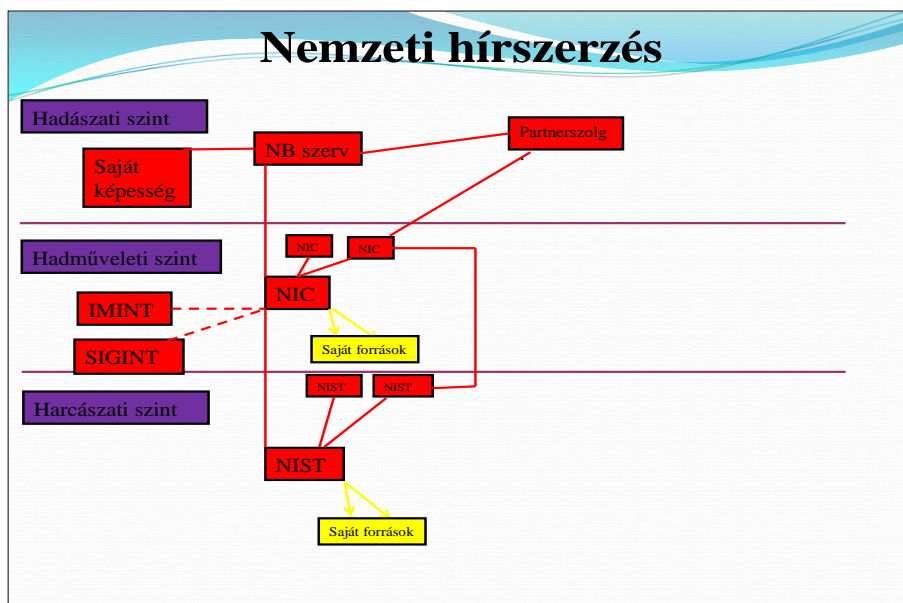 Nemzeti hírszerzés
Hadászati szint
Partnerszolg
NB szerv
Saját
képesség
NIC
NIC
Hadműveleti szint
NIC
IMINT
Saját források
SIGINT
NIST
NIST
Harcászati szint
NIST
Saját források